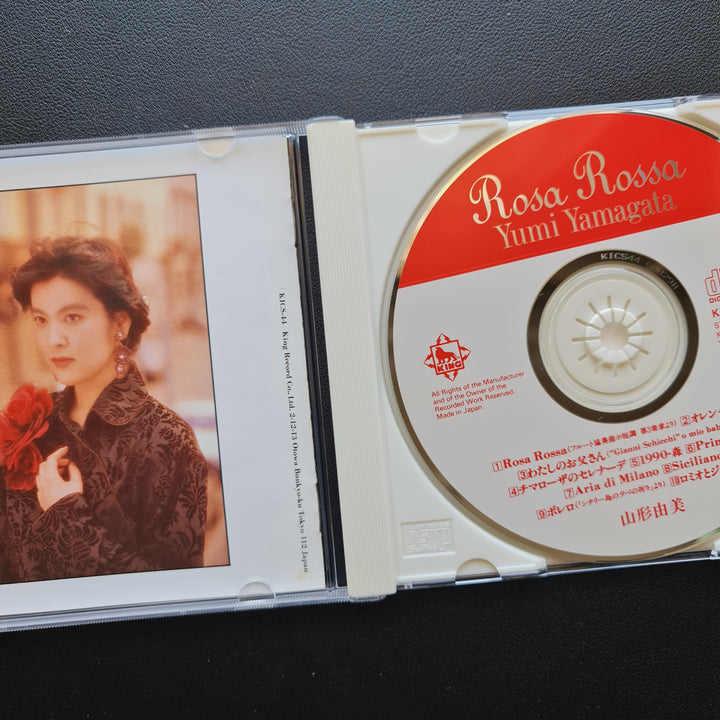 KICS-44 King Record Co., Ltd. 2-12-13 Otowa Bunkyo-ku Tokyo 112 Japan
Rosa Rossa
Yumi Yamagata
KICS44
KING
All Rights of the Manufacturer
and of the Owner of the
Recorded Work Reserved.
Made in Japan
①Rosa Rossa(フルート協奏曲ホ短調 第3楽章より) ②オレン
③わたしのお父さん("Gianni Schicchi" o mio bab
④チマローザのセレナーデ ⑤1990-森 ⑥Prin
⑦Aria di Milano ⑧Siciliano
⑨ボレロ(「シチリー島の夕べの祈り」より) ⑩ロミオとジ
山形由美